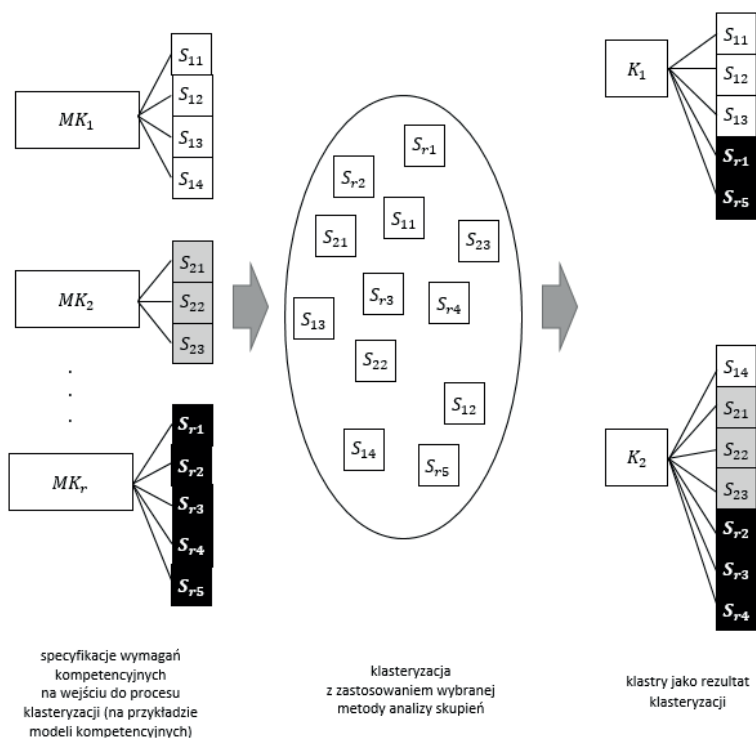 MK₁
S₁₁
S₁₂
S₁₃
S₁₄
MK₂
S₂₁
S₂₂
S₂₃
.
.
.
MKᵣ
Sᵣ₁
Sᵣ₂
Sᵣ₃
Sᵣ₄
Sᵣ₅
specyfikacje wymagań
kompetencyjnych
na wejściu do procesu
klasteryzacji (na przykładzie
modeli kompetencyjnych)
Sᵣ₁
Sᵣ₂
S₁₁
S₂₁
S₂₃
Sᵣ₃
Sᵣ₄
S₁₃
S₂₂
S₁₂
S₁₄
Sᵣ₅
klasteryzacja
z zastosowaniem wybranej
metody analizy skupień
K₁
S₁₁
S₁₂
S₁₃
Sᵣ₁
Sᵣ₅
K₂
S₁₄
S₂₁
S₂₂
S₂₃
Sᵣ₂
Sᵣ₃
Sᵣ₄
klastry jako rezultat
klasteryzacji